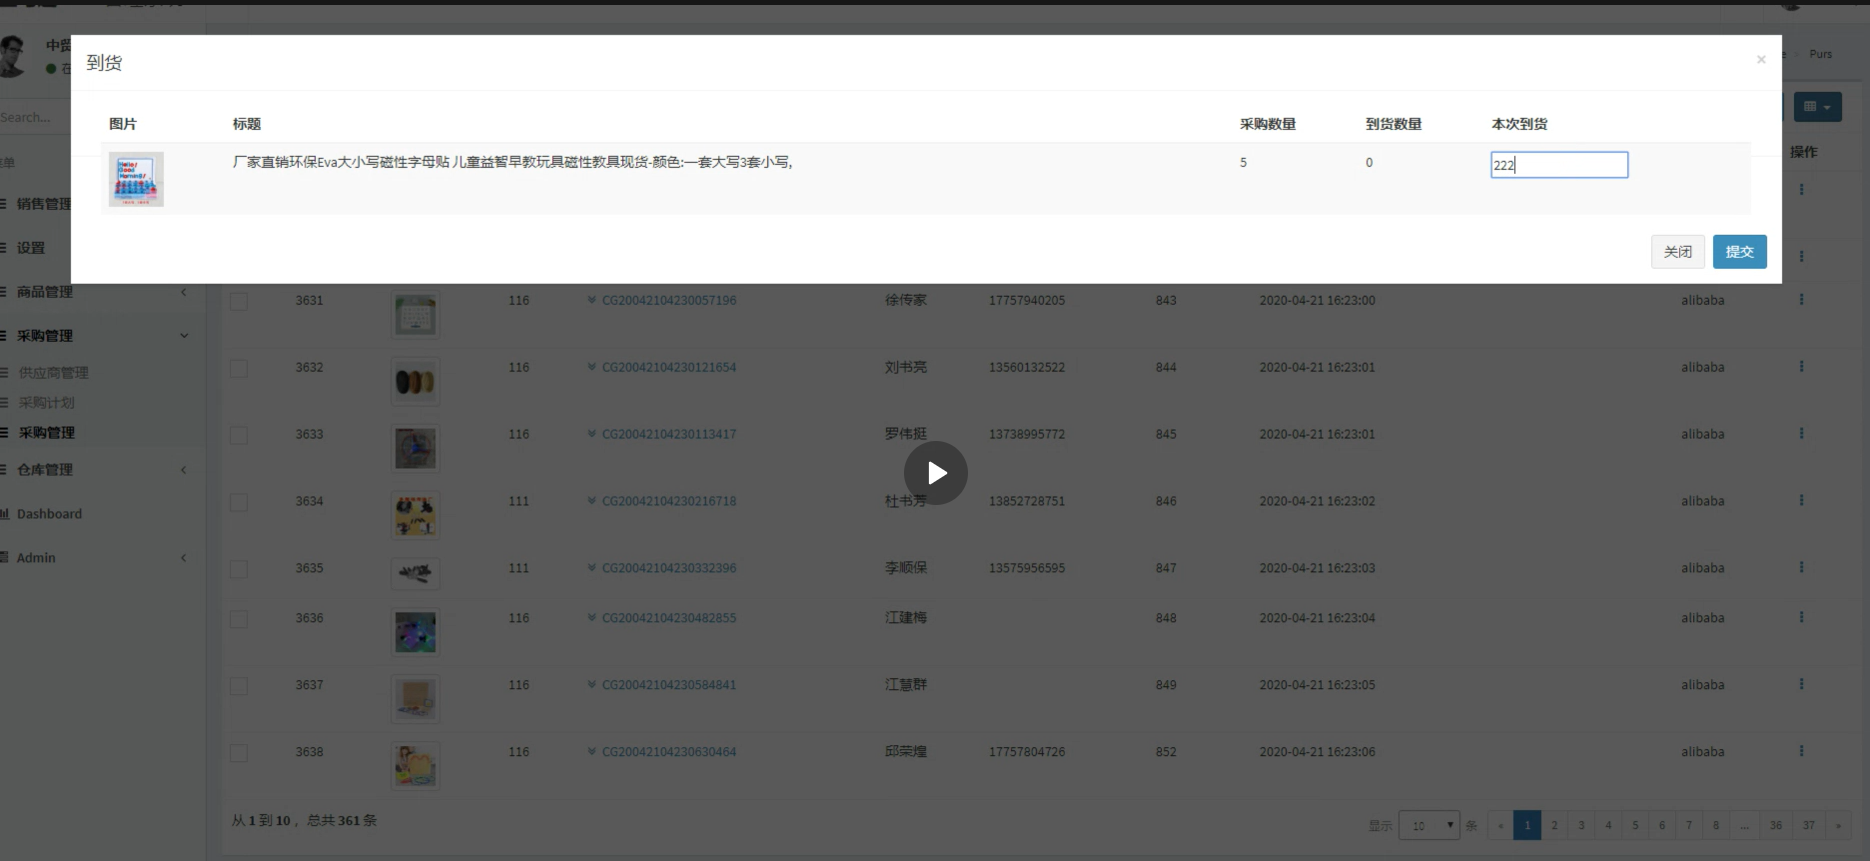 到货
×
图片 标题 采购数量 到货数量 本次到货
厂家直销环保Eva大小写磁性字母贴 儿童益智早教玩具磁性教具现货-颜色:一套大写3套小写, 5 0 222
关闭 提交
Purs
Search...
操作
销售管理
设置
商品管理
采购管理
供应商管理
采购计划
采购管理
仓库管理
Dashboard
Admin
3631 116 CG20042104230057196 徐传家 17757940205 843 2020-04-21 16:23:00 alibaba
3632 116 CG20042104230121654 刘书亮 13560132522 844 2020-04-21 16:23:01 alibaba
3633 116 CG20042104230113417 罗伟挺 13738995772 845 2020-04-21 16:23:01 alibaba
3634 111 CG20042104230216718 杜书芳 13852728751 846 2020-04-21 16:23:02 alibaba
3635 111 CG20042104230332396 李顺保 13575956595 847 2020-04-21 16:23:03 alibaba
3636 116 CG20042104230482855 江建梅 848 2020-04-21 16:23:04 alibaba
3637 116 CG20042104230584841 江慧群 849 2020-04-21 16:23:05 alibaba
3638 116 CG20042104230630464 邱荣煌 17757804726 852 2020-04-21 16:23:06 alibaba
从 1 到 10 ，总共 361 条
显示 10 条 « 1 2 3 4 5 6 7 8 ... 36 37 »